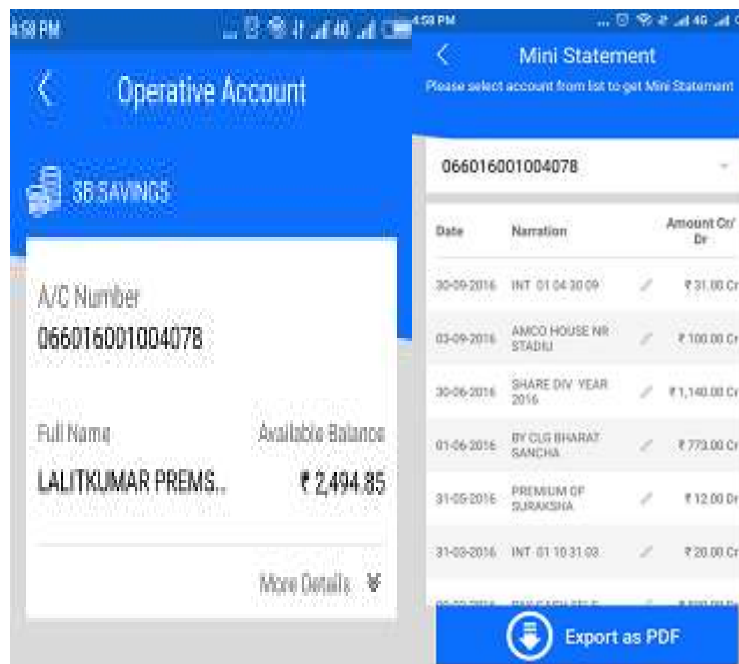 4:58 PM
... 4G
Operative Account
SB:SAVINGS
A/C Number
066016001004078
Full Name Available Balance
LALITKUMAR PREMS.. ₹ 2,494.85
More Details
4:58 PM ... 4G
Mini Statement
Please select account from list to get Mini Statement
066016001004078
Date Narration Amount Cr/
Dr
30-09-2016 INT 01 04 30 09 ₹ 31.00 Cr
03-09-2016 AMCO HOUSE NR
STADIU ₹ 100.00 Cr
30-06-2016 SHARE DIV YEAR
2016 ₹ 1,140.00 Cr
01-06-2016 BY CLG BHARAT
SANCHA ₹ 773.00 Cr
31-05-2016 PREMIUM OF
SURAKSHA ₹ 12.00 Dr
31-03-2016 INT 01 10 31 03 ₹ 20.00 Cr
Export as PDF